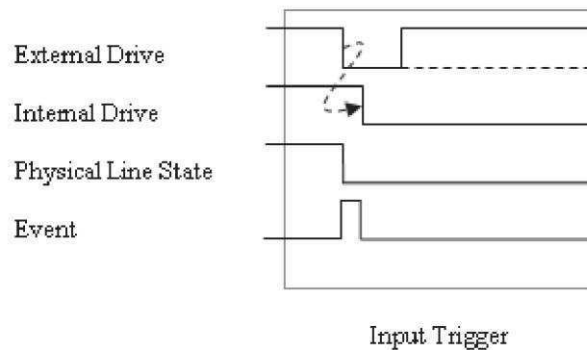 External Drive
Internal Drive
Physical Line State
Event
Input Trigger